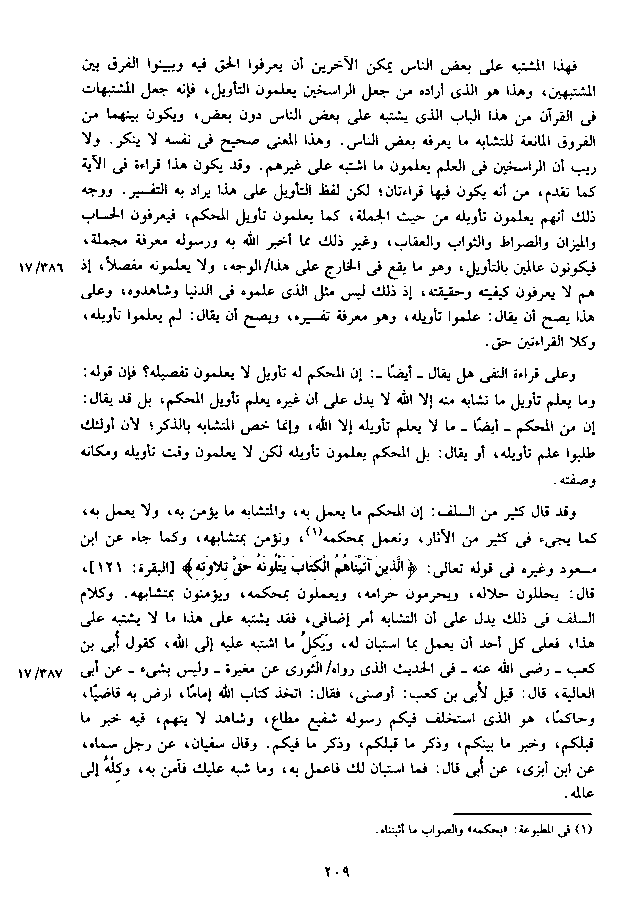 فهذا المشتبه على بعض الناس يمكن الآخرين أن يعرفوا الحق فيه ويبينوا الفرق بين
المشتبهين، وهذا هو الذى أراده من جعل الراسخين يعلمون التأويل، فإنه جعل المشتبهات
فى القرآن من هذا الباب الذى يشتبه على بعض الناس دون بعض، ويكون بينهما من
الفروق المانعة للتشابه ما يعرفه بعض الناس. وهذا المعنى صحيح فى نفسه لا ينكر. ولا
ريب أن الراسخين فى العلم يعلمون ما اشتبه على غيرهم. وقد يكون هذا قراءة فى الآية
كما تقدم، من أنه يكون فيها قراءتان؛ لكن لفظ التأويل على هذا يراد به التفسير. ووجه
ذلك أنهم يعلمون تأويله من حيث الجملة، كما يعلمون تأويل المحكم، فيعرفون الحساب
والميزان والصراط والثواب والعقاب، وغير ذلك مما أخبر الله به ورسوله معرفة مجملة،
فيكونون عالمين بالتأويل، وهو ما يقع فى الخارج على هذا/ الوجه، ولا يعلمونه مفصلاً، إذ
١٧/٣٨٦
هم لا يعرفون كيفيته وحقيقته، إذ ذلك ليس مثل الذى علموه فى الدنيا وشاهدوه، وعلى
هذا يصح أن يقال: علموا تأويله، وهو معرفة تفسيره، ويصح أن يقال: لم يعلموا تأويله،
وكلا القراءتين حق.
وعلى قراءة النفى هل يقال ـ أيضًا ـ: إن المحكم له تأويل لا يعلمون تفصيله؟ فإن قوله:
وما يعلم تأويل ما تشابه منه إلا الله لا يدل على أن غيره يعلم تأويل المحكم، بل قد يقال:
إن من المحكم ـ أيضًا ـ ما لا يعلم تأويله إلا الله، وإنما خص المتشابه بالذكر؛ لأن أولئك
طلبوا علم تأويله، أو يقال: بل المحكم يعلمون تأويله لكن لا يعلمون وقت تأويله ومكانه
وصفته.
وقد قال كثير من السلف: إن المحكم ما يعمل به، والمتشابه ما يؤمن به، ولا يعمل به،
كما يجىء فى كثير من الآثار، ونعمل بمحكمه(١)، ونؤمن بمتشابهه، وكما جاء عن ابن
مسعود وغيره فى قوله تعالى: ﴿الَّذِينَ آتَيْنَاهُمُ الْكِتَابَ يَتْلُونَهُ حَقَّ تِلَاوَتِهِ﴾ [البقرة: ١٢١]،
قال: يحللون حلاله، ويحرمون حرامه، ويعملون بمحكمه، ويؤمنون بمتشابهه. وكلام
السلف فى ذلك يدل على أن التشابه أمر إضافى، فقد يشتبه على هذا ما لا يشتبه على
هذا، فعلى كل أحد أن يعمل بما استبان له، وَيَكِلُ ما اشتبه عليه إلى الله، كقول أُبى بن
كعب ـ رضى الله عنه ـ فى الحديث الذى رواه/ الثورى عن مغيرة ـ وليس بشىء ـ عن أبى
١٧/٣٨٧
العالية، قال: قيل لأُبى بن كعب: أوصنى، فقال: اتخذ كتاب الله إمامًا، ارض به قاضيًا،
وحاكمًا، هو الذى استخلف فيكم رسوله شفيع مطاع، وشاهد لا يتهم، فيه خبر ما
قبلكم، وخبر ما بينكم، وذكر ما قبلكم، وذكر ما فيكم. وقال سفيان، عن رجل سماه،
عن ابن أبزى، عن أُبى قال: فما استبان لك فاعمل به، وما شبه عليك فآمن به، وكِلْهُ إلى
عالمه.
(١) فى المطبوعة: «بحكمه» والصواب ما أثبتناه.
٢٠٩